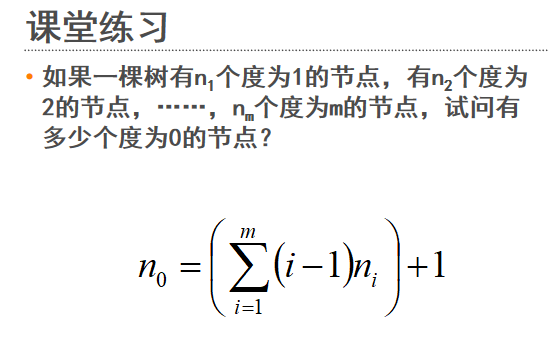 课堂练习
• 如果一棵树有n₁个度为1的节点，有n₂个度为
2的节点，……，nₘ个度为m的节点，试问有
多少个度为0的节点？
n₀ = (∑_{i=1}^{m} (i−1)nᵢ) + 1